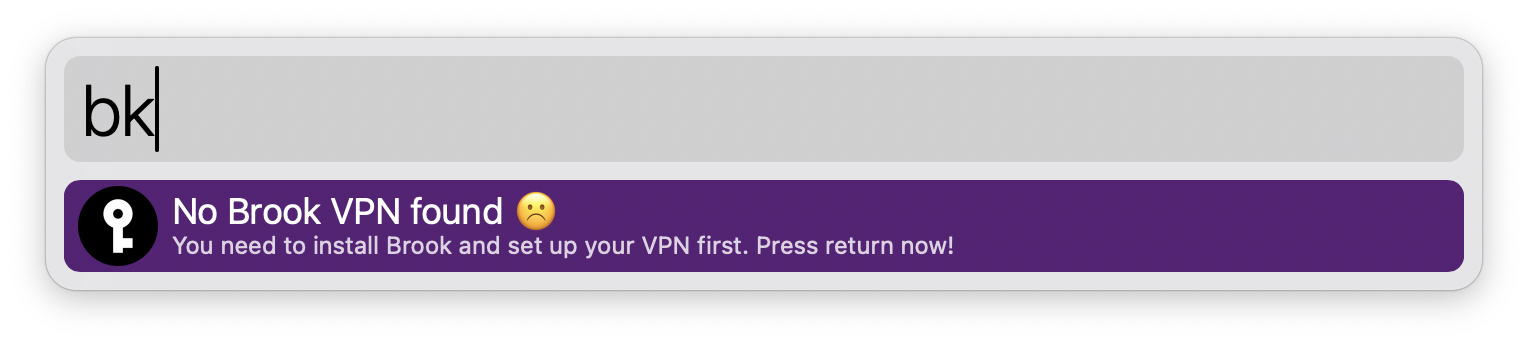 bk
No Brook VPN found ☹️
You need to install Brook and set up your VPN first. Press return now!